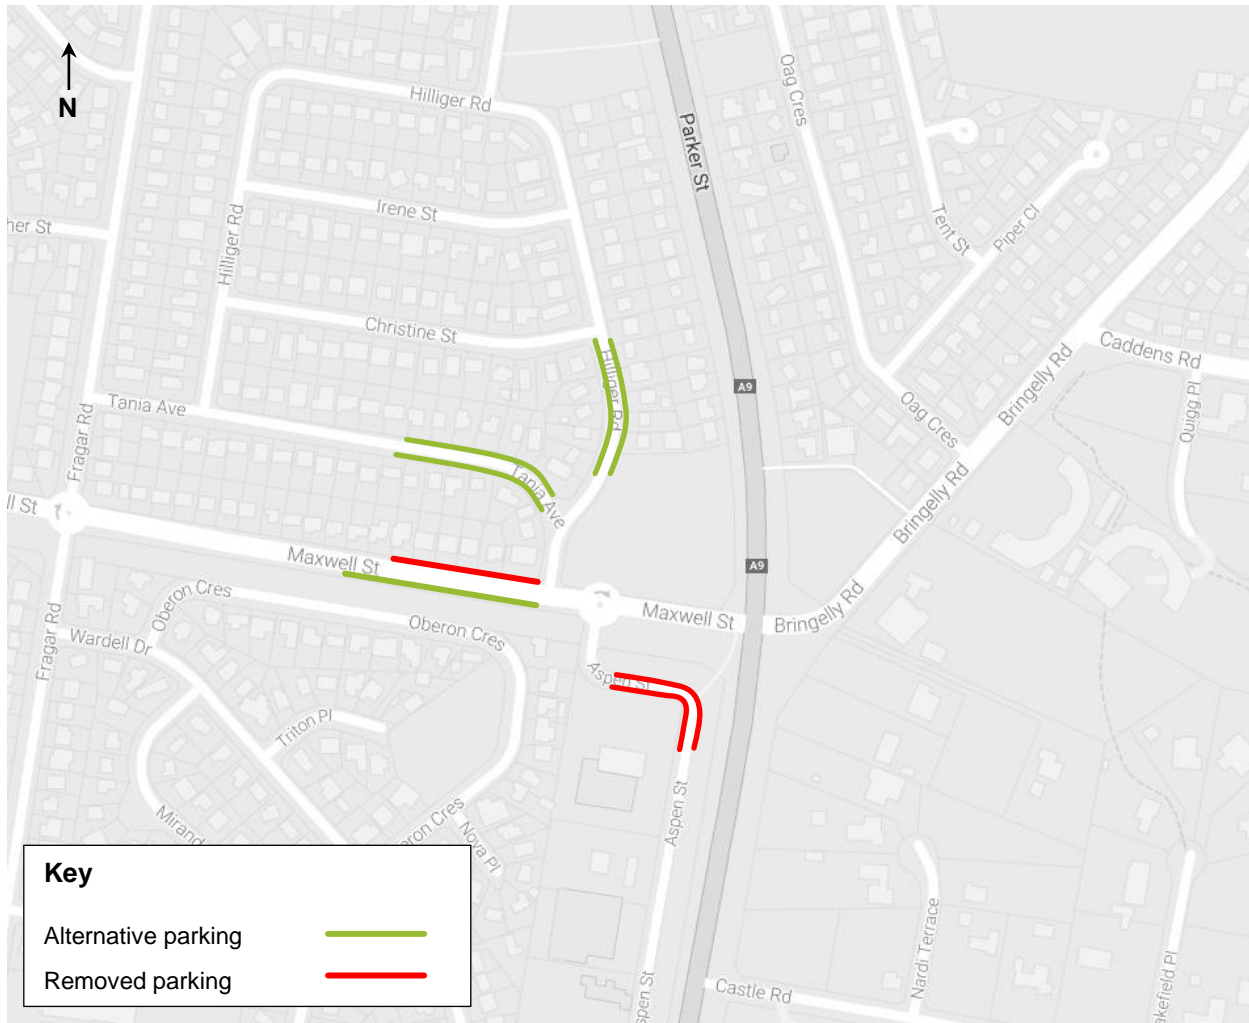 N
Hilliger Rd
Parker St
Oag Cres
Irene St
Hilliger Rd
her St
Tent St
Piper Cl
Christine St
Hilliger Rd
A9
Caddens Rd
Bringelly Rd
Quigg Pl
Tania Ave
Fragar Rd
Oag Cres
Tania Ave
Bringelly Rd
ll St
Maxwell St
A9
Oberon Cres
Maxwell St
Bringelly Rd
Oberon Cres
Fragar Rd
Wardell Dr
Aspen St
Triton Pl
Mirand
eron Cres
Nova Pl
Aspen St
Key
Alternative parking
Removed parking
Nardi Terrace
akefield Pl
Castle Rd
spen St